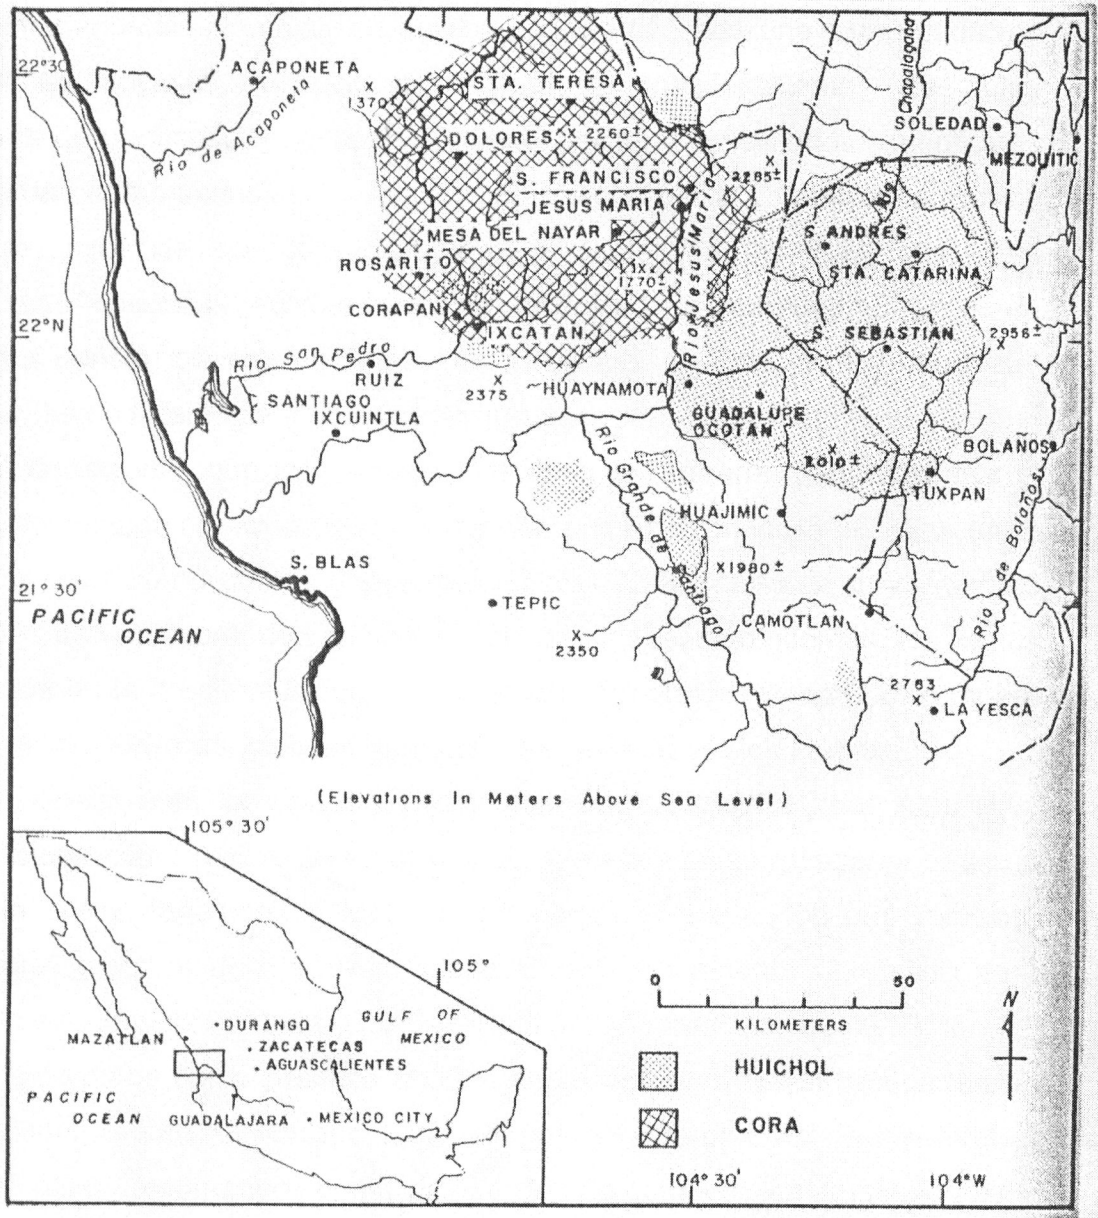 22°30'
ACAPONETA
Rio de Acaponeta
X
1370
STA. TERESA
DOLORES
X 2260±
S. FRANCISCO
JESUS MARIA
MESA DEL NAYAR
ROSARITO
CORAPAN
IXCATAN
X
1770±
Rio Jesus Maria
X
2285±
Chapalagana
Rio
SOLEDAD
MEZQUITIC
S. ANDRES
STA. CATARINA
S. SEBASTIAN
2956±
X
22°N
Rio San Pedro
RUIZ
X
2375
HUAYNAMOTA
SANTIAGO
IXCUINTLA
GUADALUPE
OCOTAN
X
BOLAÑOS
TUXPAN
Rio Grande de Santiago
HUAJIMIC
X1980±
Rio de Bolaños
S. BLAS
21°30'
TEPIC
PACIFIC
OCEAN
X
2350
CAMOTLAN
2763
X
LA YESCA
(Elevations In Meters Above Sea Level)
105°30'
105°
GULF OF
MEXICO
DURANGO
MAZATLAN
ZACATECAS
AGUASCALIENTES
PACIFIC
OCEAN
GUADALAJARA
MEXICO CITY
0 50
KILOMETERS
N
HUICHOL
CORA
104°30'
104°W